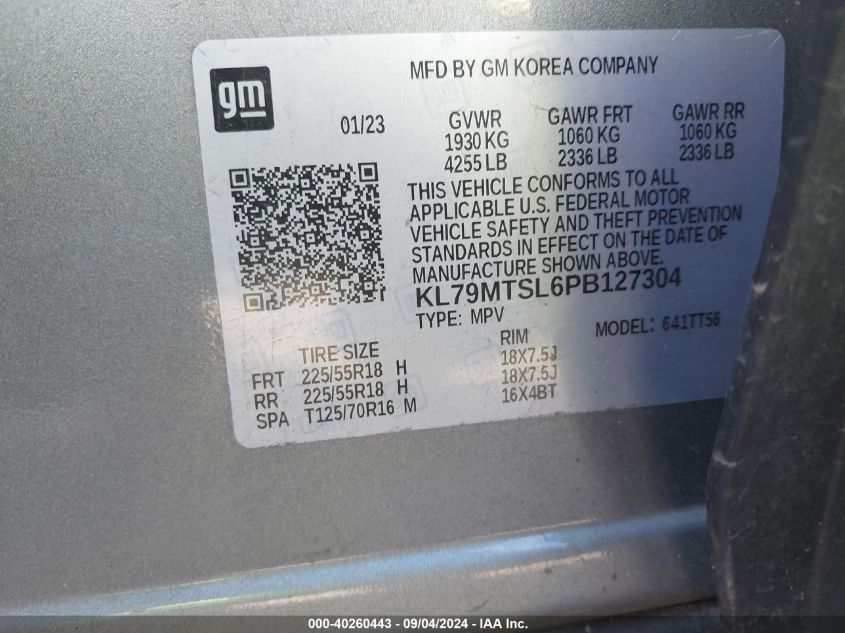 MFD BY GM KOREA COMPANY
gm
01/23
GVWR GAWR FRT GAWR RR
1930 KG 1060 KG 1060 KG
4255 LB 2336 LB 2336 LB
THIS VEHICLE CONFORMS TO ALL
APPLICABLE U.S. FEDERAL MOTOR
VEHICLE SAFETY AND THEFT PREVENTION
STANDARDS IN EFFECT ON THE DATE OF
MANUFACTURE SHOWN ABOVE.
KL79MTSL6PB127304
TYPE: MPV MODEL: 641TT56
TIRE SIZE RIM
FRT 225/55R18 H 18X7.5J
RR 225/55R18 H 18X7.5J
SPA T125/70R16 M 16X4BT
000-40260443 - 09/04/2024 - IAA Inc.